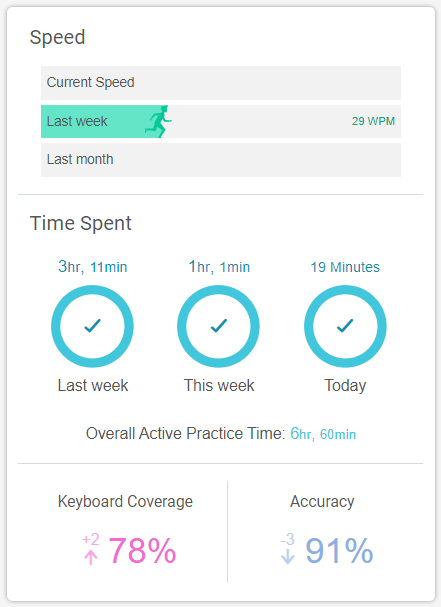 Speed
Current Speed
Last week 29 WPM
Last month
Time Spent
3hr, 11min 1hr, 1min 19 Minutes
Last week This week Today
Overall Active Practice Time: 6hr, 60min
Keyboard Coverage Accuracy
+2 78% -3 91%